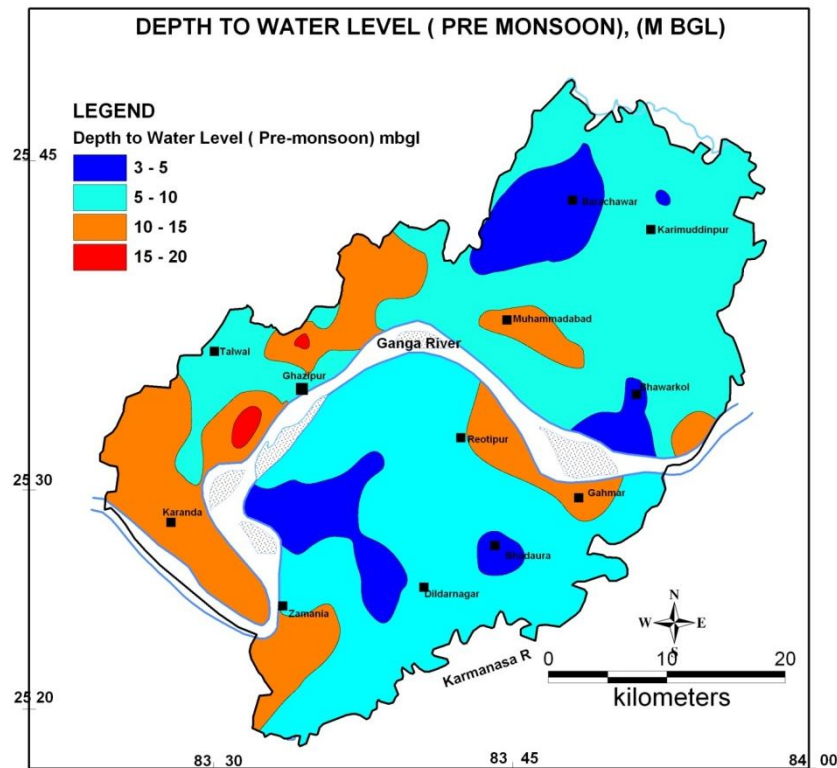 DEPTH TO WATER LEVEL ( PRE MONSOON), (M BGL)
LEGEND
Depth to Water Level ( Pre-monsoon) mbgl
3 - 5
5 - 10
10 - 15
15 - 20
25 45
Barachawar
Karimuddinpur
Muhammadabad
Ganga River
Talwal
Ghazipur
Bhawarkol
Reotipur
25 30
Gahmar
Karanda
Bhadaura
Dildarnagar
Zamania
N
W E
S
Karmanasa R
0 10 20
kilometers
25 20
83 30
83 45
84 00